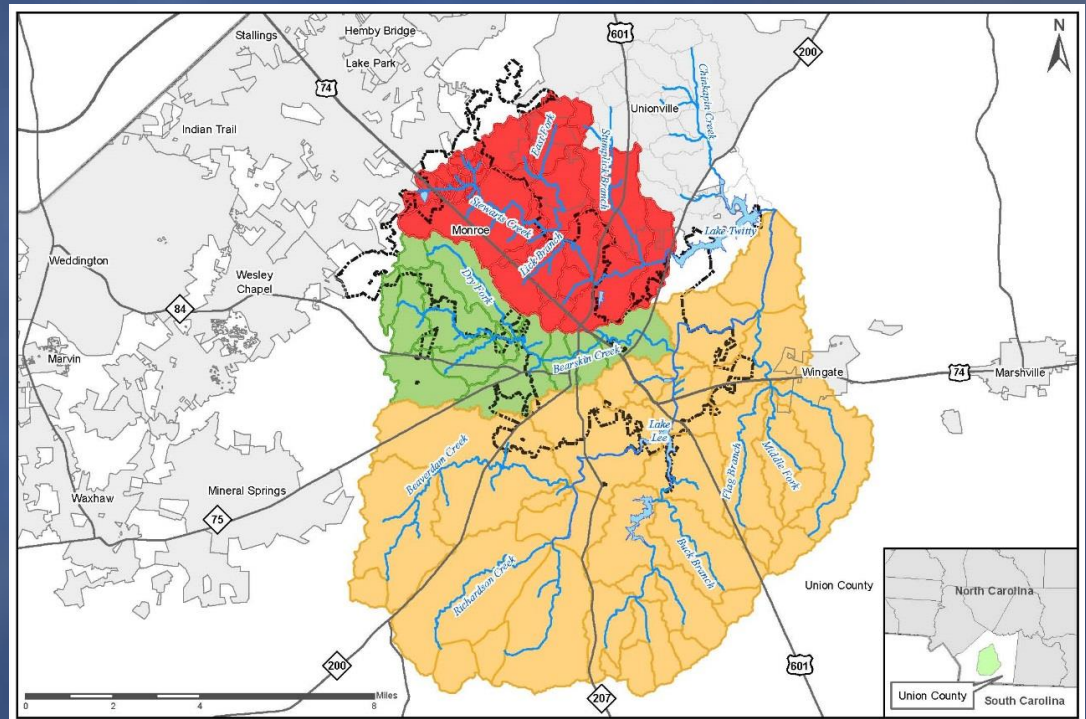 Hemby Bridge
Stallings
Lake Park
601
200
N
74
Unionville
Chinkapin Creek
Indian Trail
East Fork
Stumplick Branch
Stewarts Creek
Monroe
Lake Twitty
Lick Branch
Weddington
Wesley
Chapel
Dry Fork
84
Marvin
Bearskin Creek
Wingate
74
Marshville
Lake
Lee
Beaverdam Creek
Flag Branch
Middle Fork
Mineral Springs
Waxhaw
75
Buck Branch
Richardson Creek
Union County
North Carolina
200
601
Miles
0 2 4 8
207
Union County
South Carolina